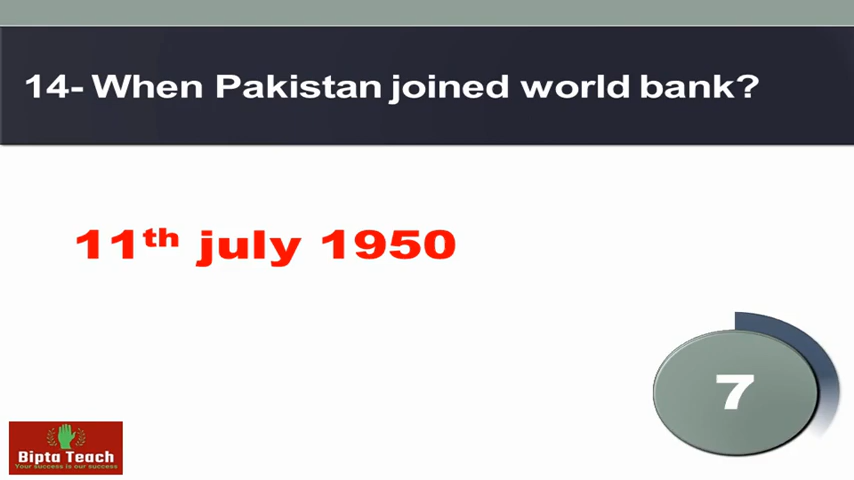 14- When Pakistan joined world bank?
11th july 1950
7
Bipta Teach
Your success is our success